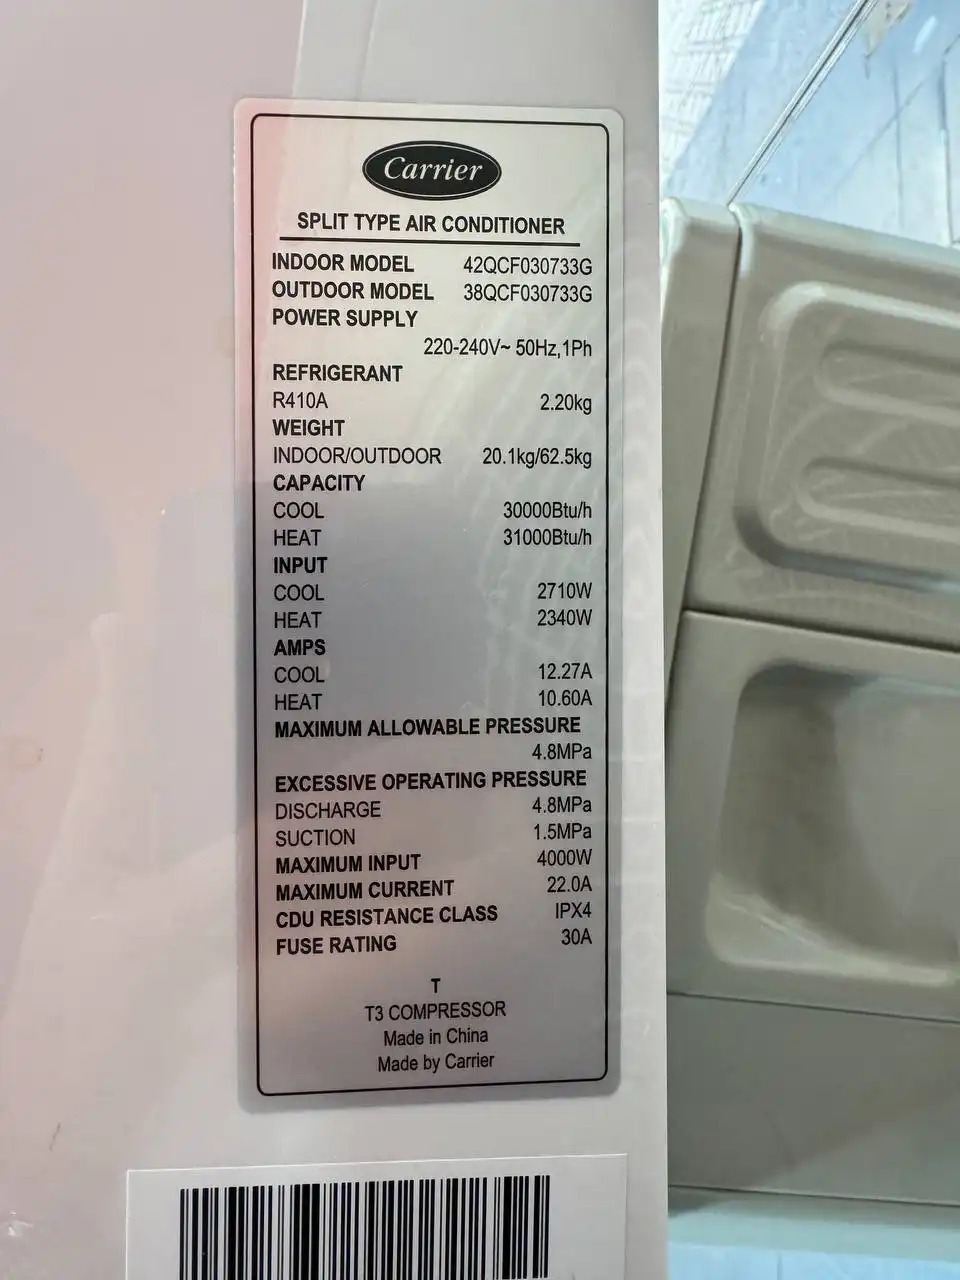 Carrier
SPLIT TYPE AIR CONDITIONER
INDOOR MODEL 42QCF030733G
OUTDOOR MODEL 38QCF030733G
POWER SUPPLY
220-240V~ 50Hz,1Ph
REFRIGERANT
R410A 2.20kg
WEIGHT
INDOOR/OUTDOOR 20.1kg/62.5kg
CAPACITY
COOL 30000Btu/h
HEAT 31000Btu/h
INPUT
COOL 2710W
HEAT 2340W
AMPS
COOL 12.27A
HEAT 10.60A
MAXIMUM ALLOWABLE PRESSURE
4.8MPa
EXCESSIVE OPERATING PRESSURE
DISCHARGE 4.8MPa
SUCTION 1.5MPa
MAXIMUM INPUT 4000W
MAXIMUM CURRENT 22.0A
CDU RESISTANCE CLASS IPX4
FUSE RATING 30A
T
T3 COMPRESSOR
Made in China
Made by Carrier